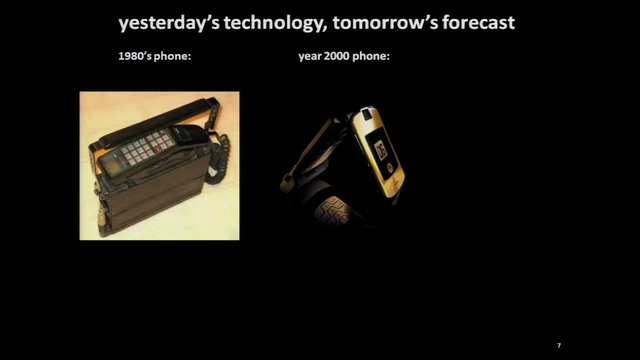 yesterday's technology, tomorrow's forecast
1980's phone:
year 2000 phone:
7